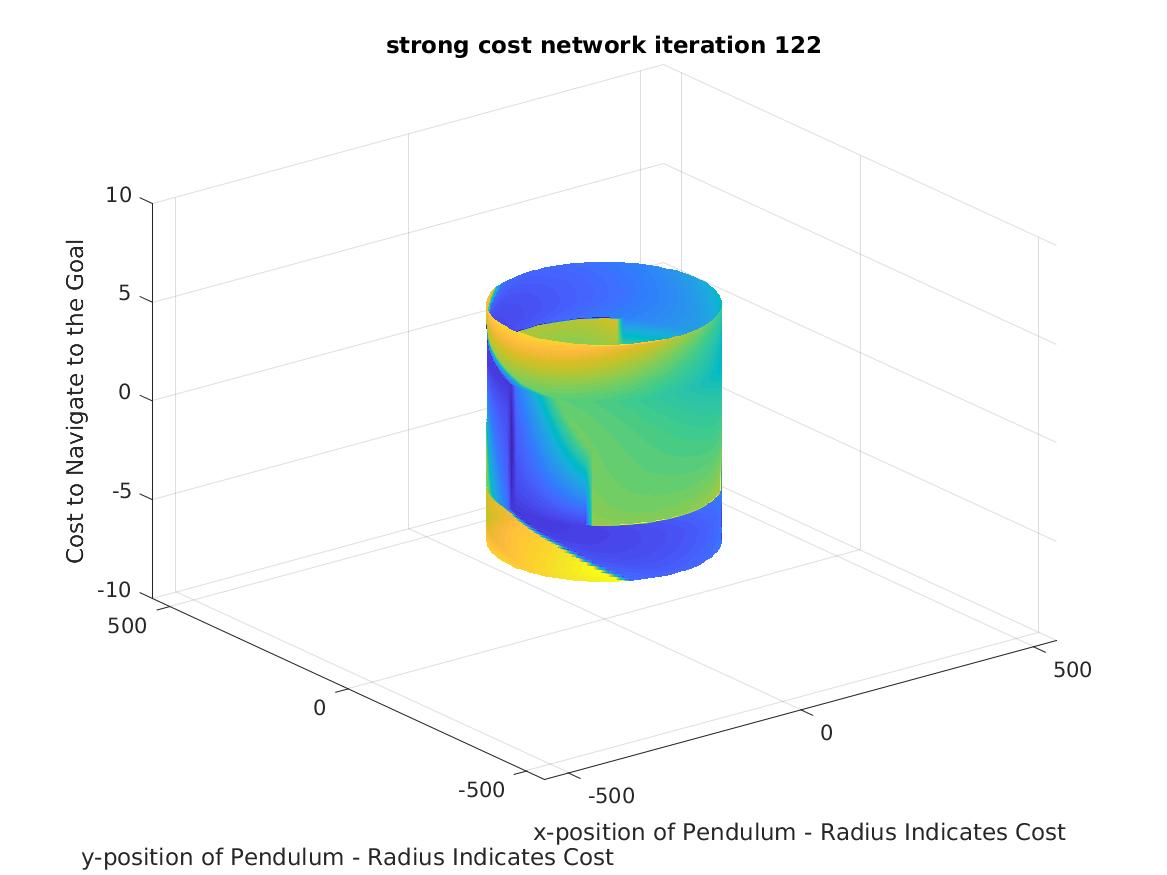 strong cost network iteration 122
10
5
0
-5
-10
Cost to Navigate to the Goal
500
0
-500
500
0
-500
x-position of Pendulum - Radius Indicates Cost
y-position of Pendulum - Radius Indicates Cost